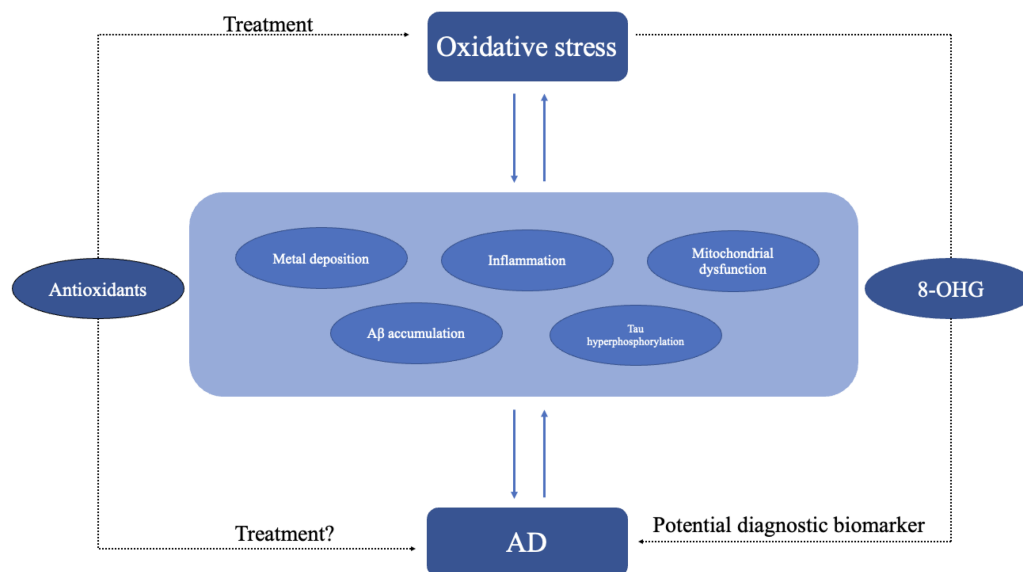 Treatment
Oxidative stress
Metal deposition
Inflammation
Mitochondrial
dysfunction
Antioxidants
8-OHG
Aβ accumulation
Tau
hyperphosphorylation
Treatment?
AD
Potential diagnostic biomarker